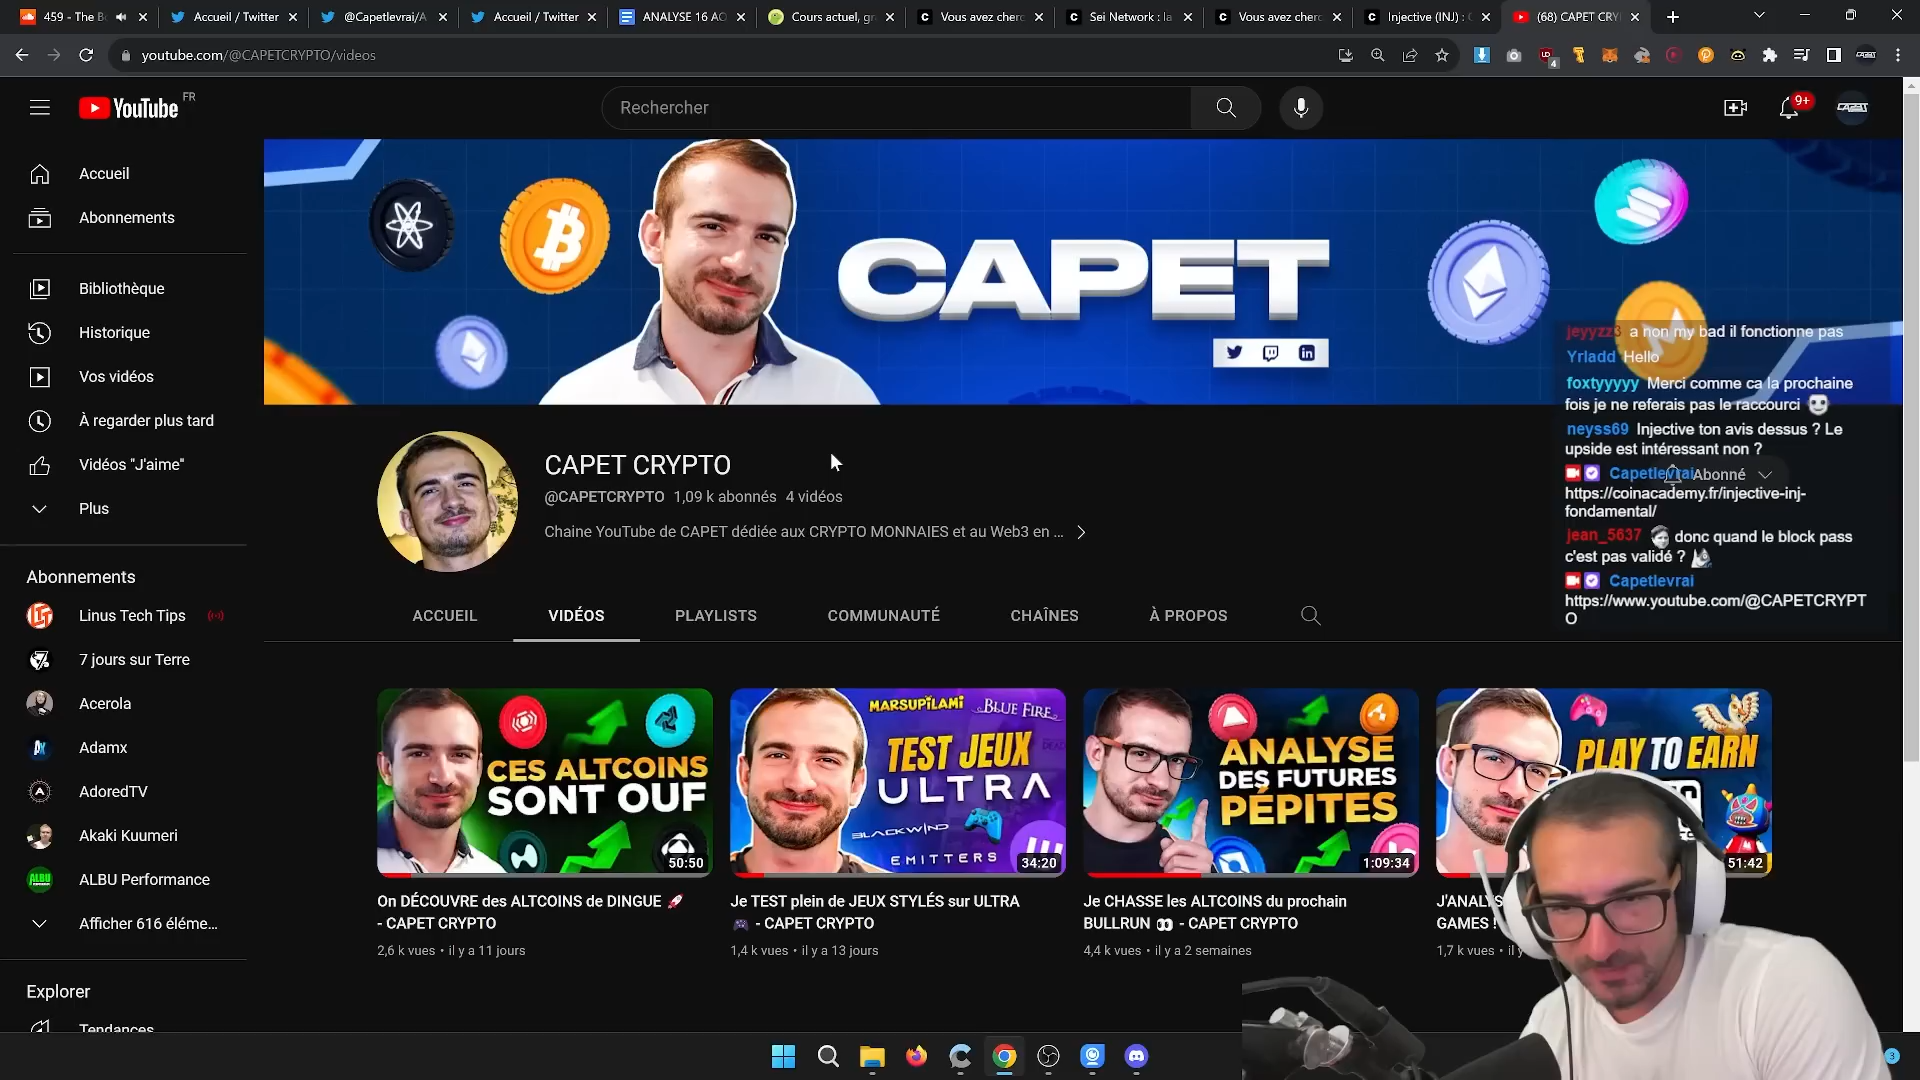 459 - The B
Accueil / Twitter
@Capetlevrai/A
Accueil / Twitter
ANALYSE 16 AO
Cours actuel, gr
Vous avez cherc
Sei Network : la
Vous avez cherc
Injective (INJ) : 
(68) CAPET CRY
youtube.com/@CAPETCRYPTO/videos
4
YouTube
FR
Rechercher
9+
CAPET
Accueil
Abonnements
Bibliothèque
Historique
Vos vidéos
À regarder plus tard
Vidéos "J'aime"
Plus
Abonnements
Linus Tech Tips
7 jours sur Terre
Acerola
Adamx
AdoredTV
Akaki Kuumeri
ALBU Performance
Afficher 616 éléme...
Explorer
Tendances
CAPET
CAPET CRYPTO
@CAPETCRYPTO 1,09 k abonnés 4 vidéos
Chaine YouTube de CAPET dédiée aux CRYPTO MONNAIES et au Web3 en ...
Abonné
jeyyzz3 a non my bad il fonctionne pas
Yrladd Hello
foxtyyyyy Merci comme ca la prochaine
fois je ne referais pas le raccourci
neyss69 Injective ton avis dessus ? Le
upside est intéressant non ?
Capetlevrai
https://coinacademy.fr/injective-inj-
fondamental/
jean_5637 donc quand le block pass
c'est pas validé ?
Capetlevrai
https://www.youtube.com/@CAPETCRYPT
O
ACCUEIL
VIDÉOS
PLAYLISTS
COMMUNAUTÉ
CHAÎNES
À PROPOS
CES ALTCOINS
SONT OUF
50:50
On DÉCOUVRE des ALTCOINS de DINGUE 🚀
- CAPET CRYPTO
2,6 k vues • il y a 11 jours
MARSUPILAMI
BLUE FIRE
TEST JEUX
ULTRA
BLACKWIND
EMITTERS
34:20
Je TEST plein de JEUX STYLÉS sur ULTRA
🎮 - CAPET CRYPTO
1,4 k vues • il y a 13 jours
ANALYSE
DES FUTURES
PÉPITES
1:09:34
Je CHASSE les ALTCOINS du prochain
BULLRUN 👀 - CAPET CRYPTO
4,4 k vues • il y a 2 semaines
PLAY TO EARN
51:42
J'ANALYS
GAMES !
1,7 k vues • il y
3